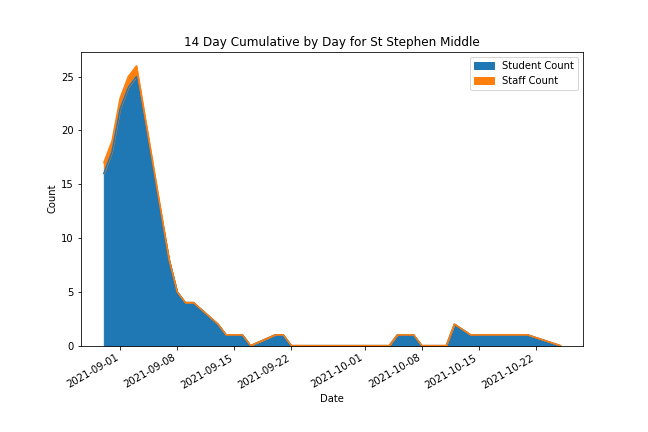 14 Day Cumulative by Day for St Stephen Middle
Student Count
Staff Count
Count
25
20
15
10
5
0
2021-09-01
2021-09-08
2021-09-15
2021-09-22
2021-10-01
2021-10-08
2021-10-15
2021-10-22
Date